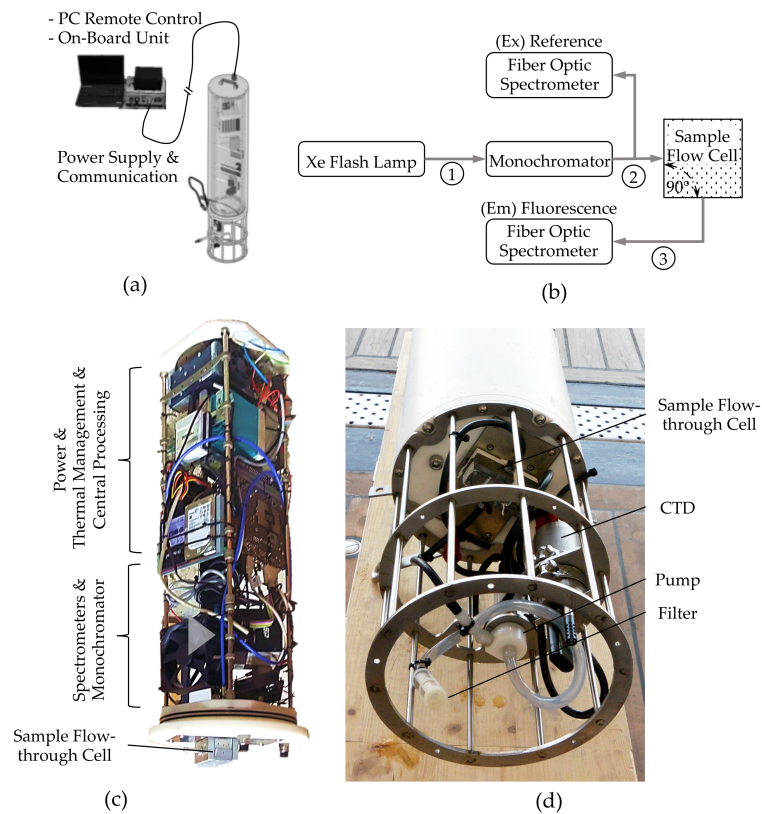 - PC Remote Control
- On-Board Unit
Power Supply &
Communication
(a)
(Ex) Reference
Fiber Optic
Spectrometer
Xe Flash Lamp
1
Monochromator
2
Sample
Flow Cell
90°
(Em) Fluorescence
Fiber Optic
Spectrometer
3
(b)
Power &
Thermal Management &
Central Processing
Spectrometers &
Monochromator
Sample Flow-
through Cell
(c)
Sample Flow-
through Cell
CTD
Pump
Filter
(d)